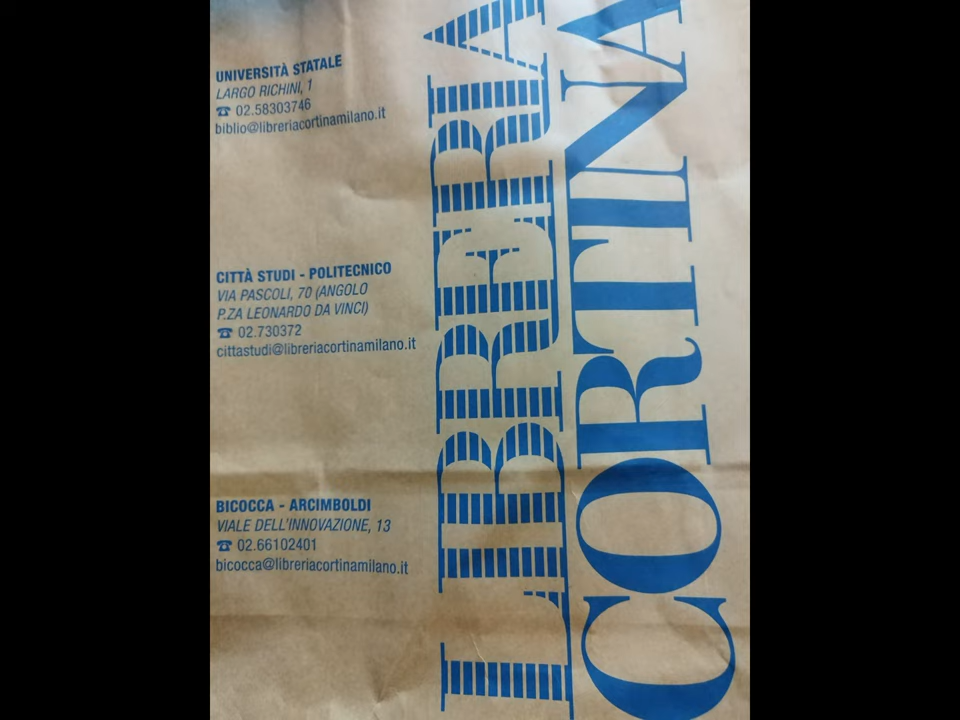 UNIVERSITÀ STATALE
LARGO RICHINI, 1
☎ 02.58303746
biblio@libreriacortinamilano.it
CITTÀ STUDI - POLITECNICO
VIA PASCOLI, 70 (ANGOLO
P.ZA LEONARDO DA VINCI)
☎ 02.730372
cittastudi@libreriacortinamilano.it
BICOCCA - ARCIMBOLDI
VIALE DELL'INNOVAZIONE, 13
☎ 02.66102401
bicocca@libreriacortinamilano.it
LIBRERIA
CORTINA